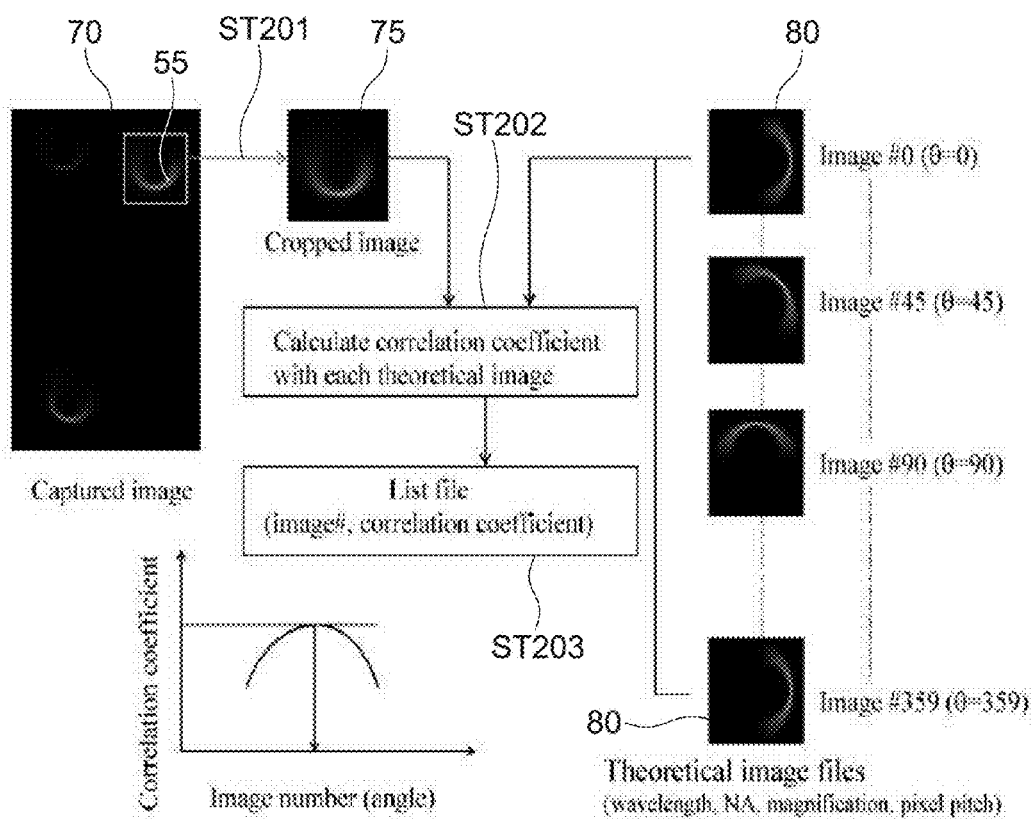 70
ST201
75
80
55
ST202
Image #0 (θ=0)
Cropped image
Image #45 (θ=45)
Calculate correlation coefficient
with each theoretical image
Image #90 (θ=90)
Captured image
List file
(image#, correlation coefficient)
Correlation coefficient
ST203
Image #359 (θ=359)
80
Image number (angle)
Theoretical image files
(wavelength, NA, magnification, pixel pitch)